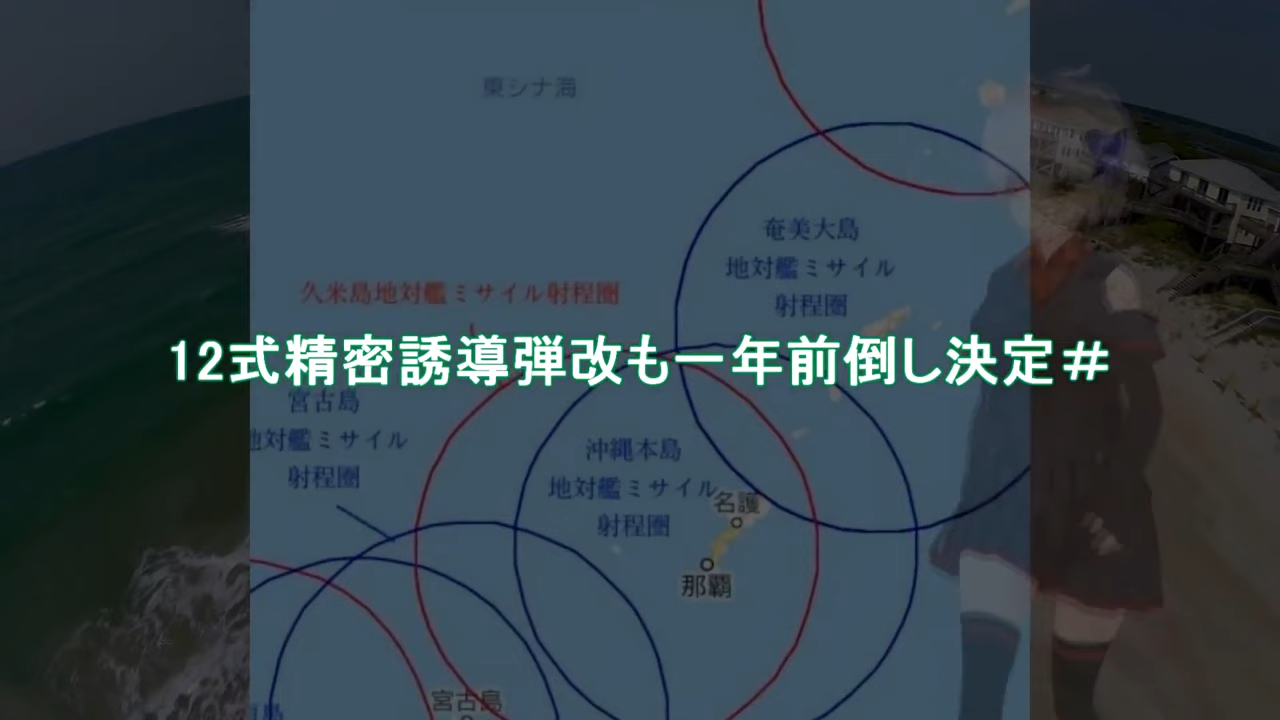 東シナ海
奄美大島
地対艦ミサイル
射程圏
久米島地対艦ミサイル射程圏
12式精密誘導弾改も一年前倒し決定＃
宮古島
地対艦ミサイル
射程圏
沖縄本島
地対艦ミサイル
射程圏
名護
那覇
宮古島